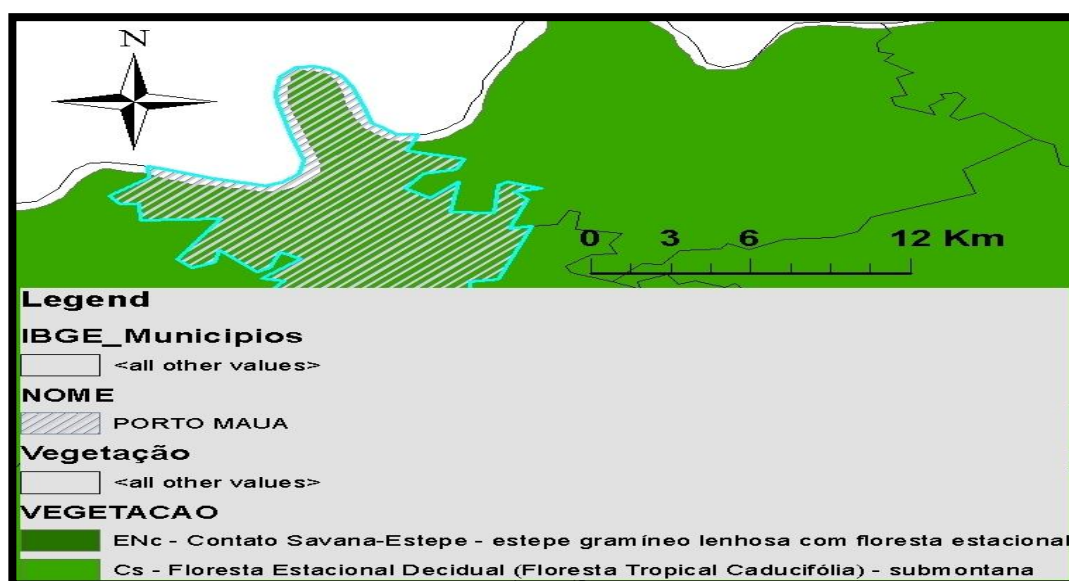 N
0 3 6 12 Km
Legend
IBGE_Municipios
<all other values>
NOME
PORTO MAUA
Vegetação
<all other values>
VEGETACAO
ENc - Contato Savana-Estepe - estepe gramíneo lenhosa com floresta estacional
Cs - Floresta Estacional Decidual (Floresta Tropical Caducifólia) - submontana